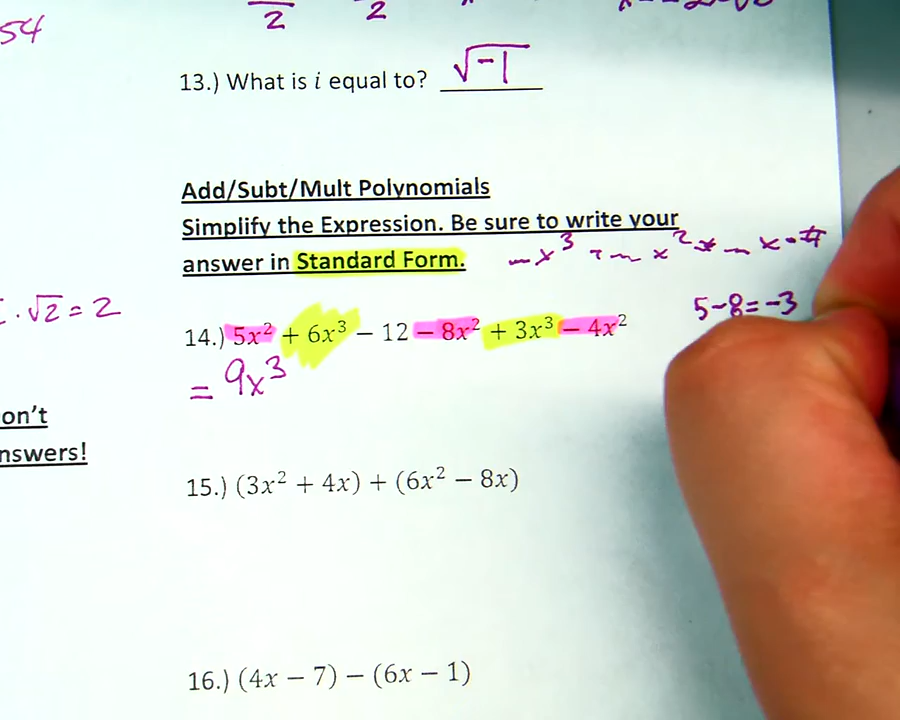 54
2
2
13.) What is i equal to? √-1
Add/Subt/Mult Polynomials
Simplify the Expression. Be sure to write your
answer in Standard Form.
· √2 = 2
5-8=-3
14.) 5x² + 6x³ − 12 − 8x² + 3x³ − 4x²
= 9x³
on't
nswers!
15.) (3x² + 4x) + (6x² − 8x)
16.) (4x − 7) − (6x − 1)